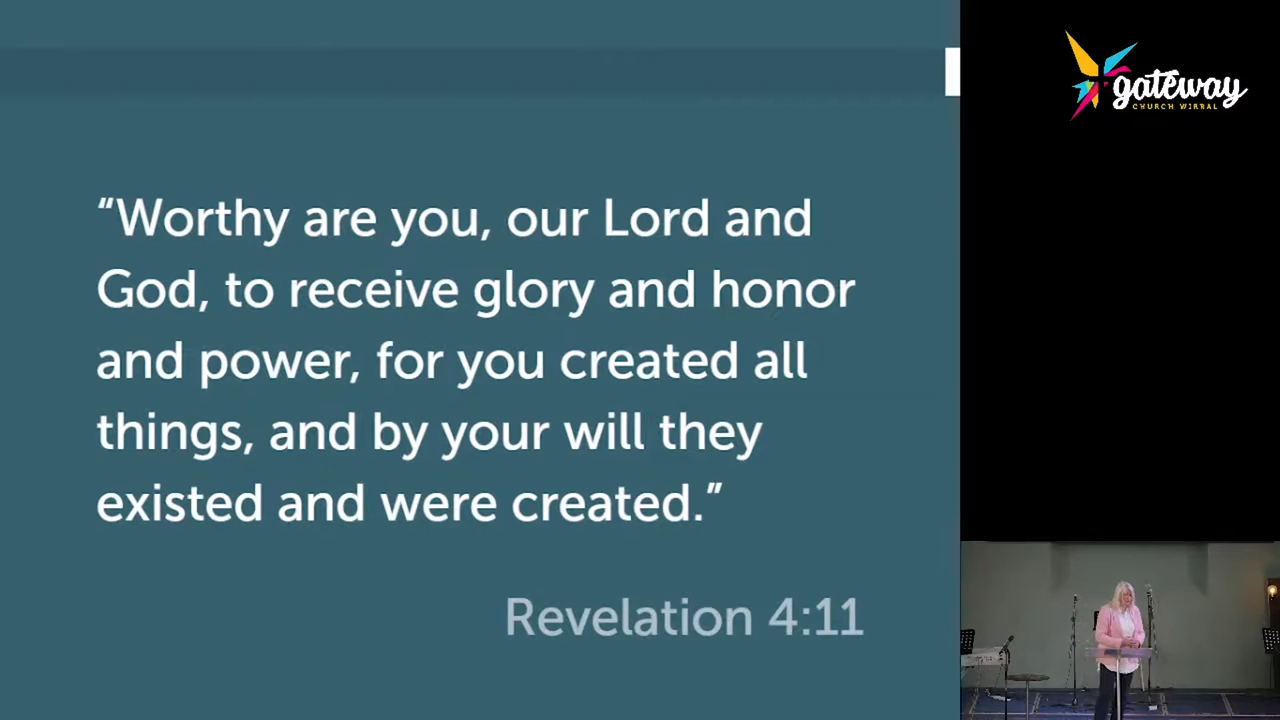 “Worthy are you, our Lord and
God, to receive glory and honor
and power, for you created all
things, and by your will they
existed and were created.”
Revelation 4:11
gateway
CHURCH WIRRAL